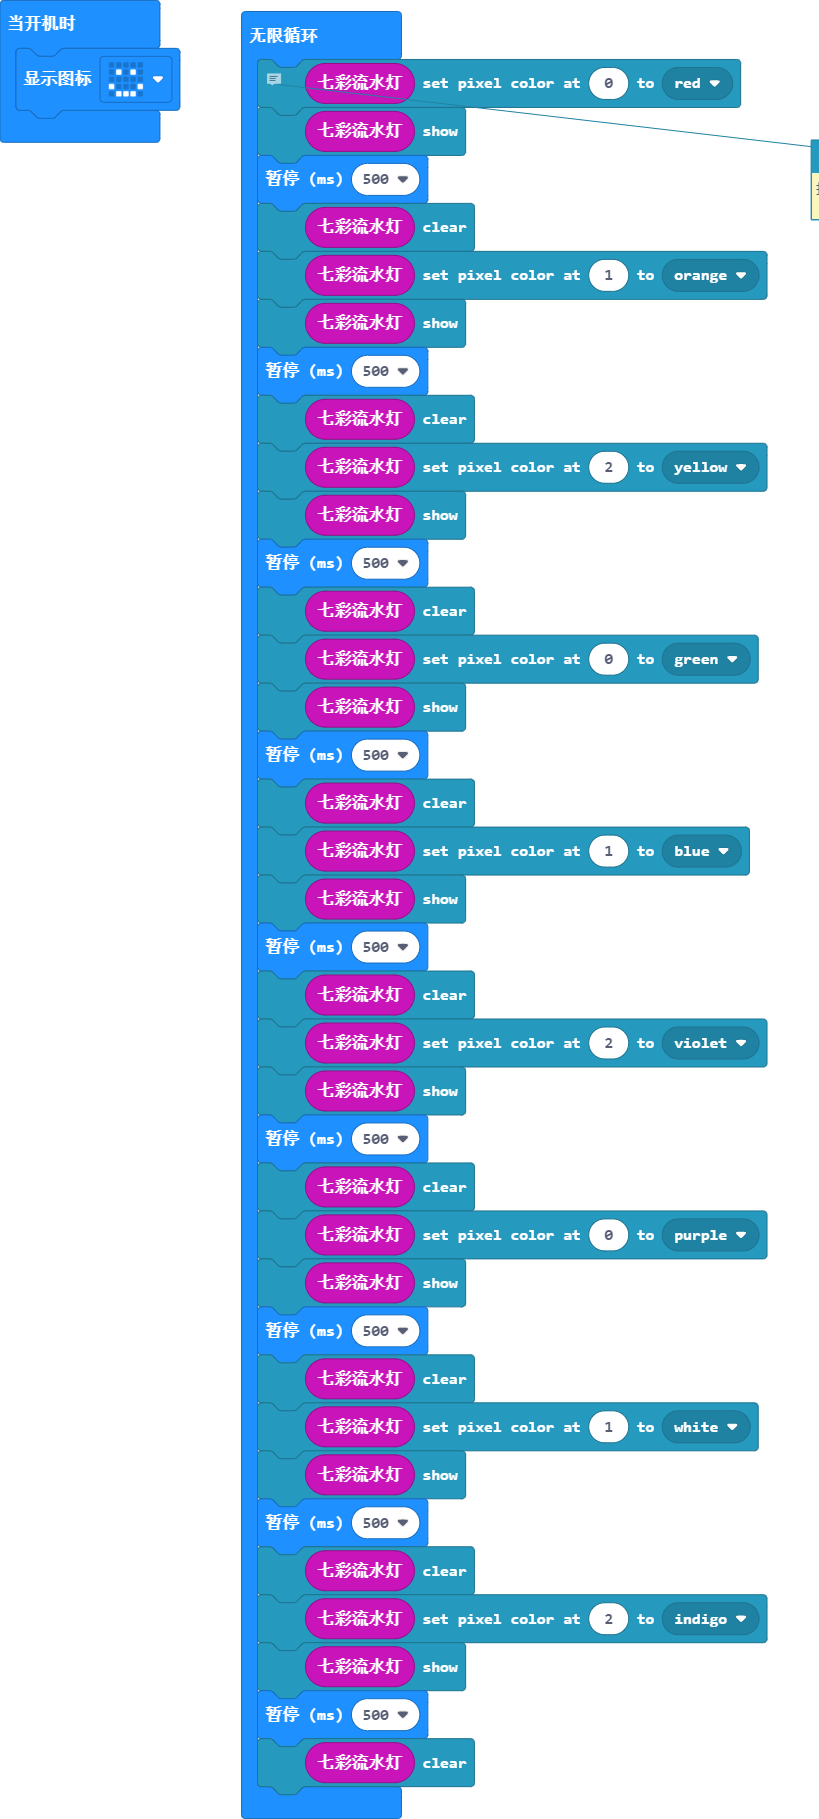 当开机时
显示图标
无限循环
七彩流水灯 set pixel color at 0 to red
七彩流水灯 show
暂停 (ms) 500
七彩流水灯 clear
七彩流水灯 set pixel color at 1 to orange
七彩流水灯 show
暂停 (ms) 500
七彩流水灯 clear
七彩流水灯 set pixel color at 2 to yellow
七彩流水灯 show
暂停 (ms) 500
七彩流水灯 clear
七彩流水灯 set pixel color at 0 to green
七彩流水灯 show
暂停 (ms) 500
七彩流水灯 clear
七彩流水灯 set pixel color at 1 to blue
七彩流水灯 show
暂停 (ms) 500
七彩流水灯 clear
七彩流水灯 set pixel color at 2 to violet
七彩流水灯 show
暂停 (ms) 500
七彩流水灯 clear
七彩流水灯 set pixel color at 0 to purple
七彩流水灯 show
暂停 (ms) 500
七彩流水灯 clear
七彩流水灯 set pixel color at 1 to white
七彩流水灯 show
暂停 (ms) 500
七彩流水灯 clear
七彩流水灯 set pixel color at 2 to indigo
七彩流水灯 show
暂停 (ms) 500
七彩流水灯 clear